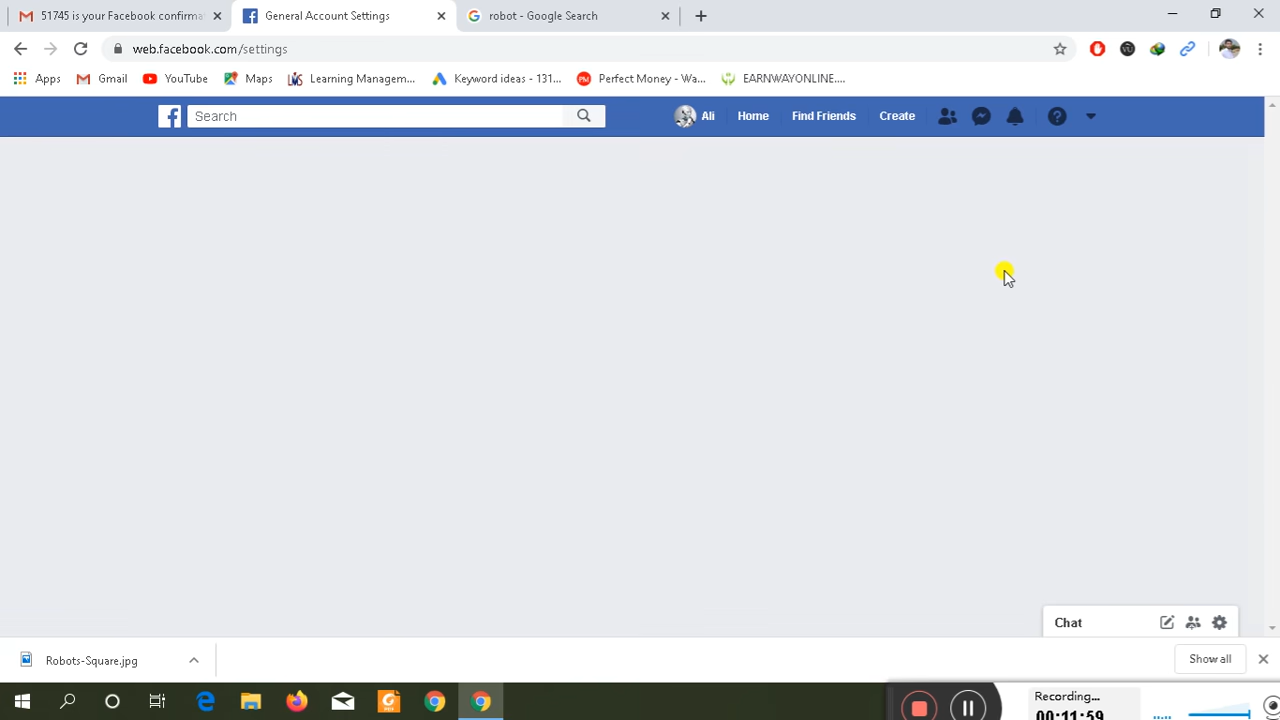 51745 is your Facebook confirma
General Account Settings
robot - Google Search
web.facebook.com/settings
Apps
Gmail
YouTube
Maps
Learning Managem...
Keyword ideas - 131...
Perfect Money - Wa...
EARNWAYONLINE....
Search
Ali
Home
Find Friends
Create
Chat
Robots-Square.jpg
Show all
Recording...
00:11:59